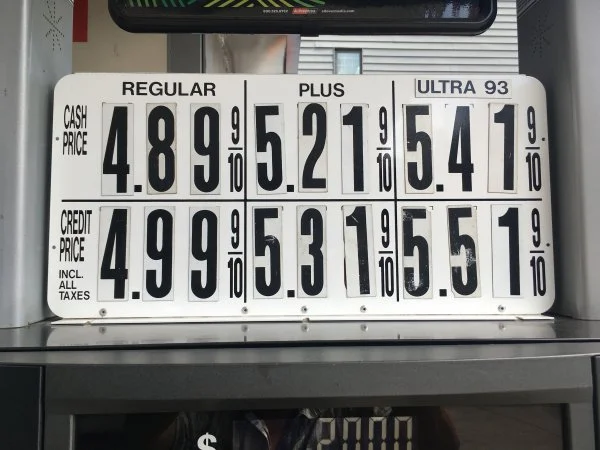 REGULAR PLUS ULTRA 93
CASH PRICE 4.89 9/10 5.21 9/10 5.41 9/10
CREDIT PRICE 4.99 9/10 5.31 9/10 5.51 9/10
INCL.
ALL
TAXES
$ 2000